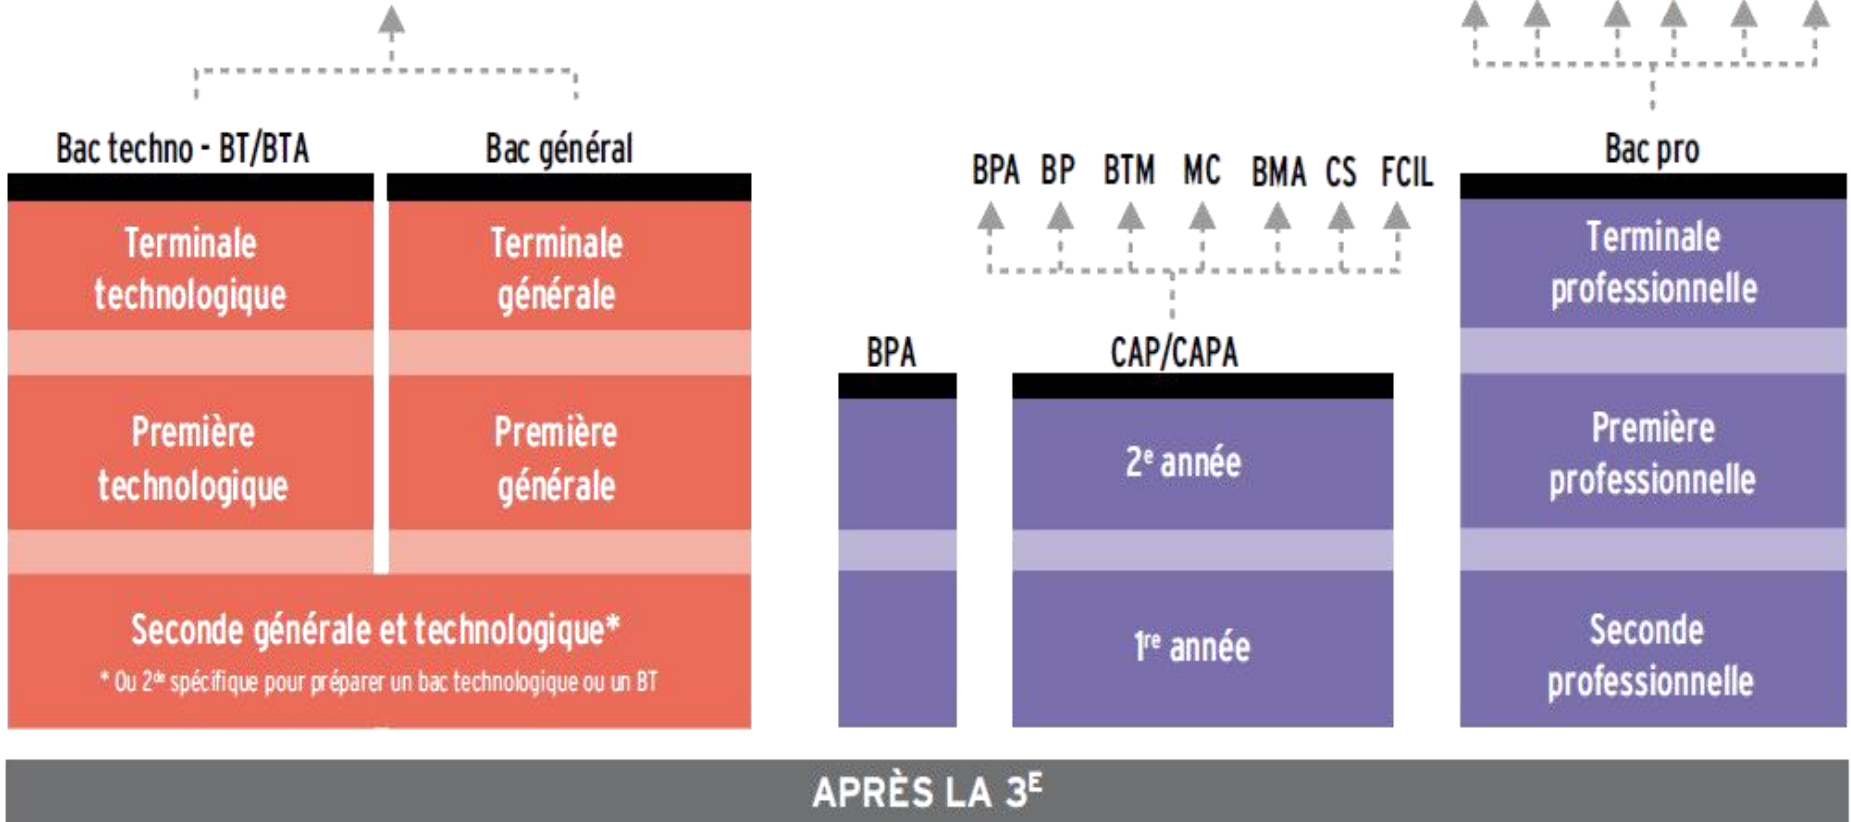 Bac techno - BT/BTA
Bac général
Terminale
technologique
Terminale
générale
Première
technologique
Première
générale
Seconde générale et technologique*
* Ou 2de spécifique pour préparer un bac technologique ou un BT
BPA
BPA BP BTM MC BMA CS FCIL
CAP/CAPA
2e année
1re année
Bac pro
Terminale
professionnelle
Première
professionnelle
Seconde
professionnelle
APRÈS LA 3E